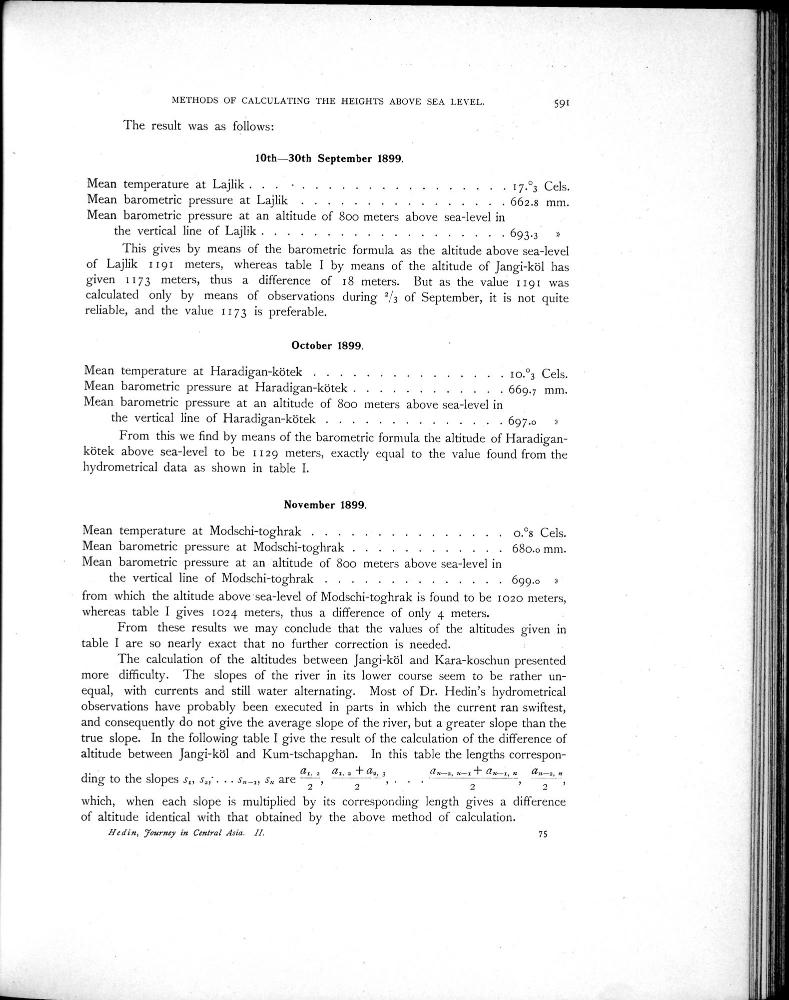 METHODS OF CALCULATING THE HEIGHTS ABOVE SEA LEVEL. 591
The result was as follows:
10th—30th September 1899.
Mean temperature at Lajlik . . . . . . . . . . . . . . . . . . . 17.°3 Cels.
Mean barometric pressure at Lajlik . . . . . . . . . . . . . . . . 662.8 mm.
Mean barometric pressure at an altitude of 800 meters above sea-level in
the vertical line of Lajlik . . . . . . . . . . . . . . . . . . . 693.3 »
This gives by means of the barometric formula as the altitude above sea-level
of Lajlik 1191 meters, whereas table I by means of the altitude of Jangi-köl has
given 1173 meters, thus a difference of 18 meters. But as the value 1191 was
calculated only by means of observations during ²/₃ of September, it is not quite
reliable, and the value 1173 is preferable.
October 1899.
Mean temperature at Haradigan-kötek . . . . . . . . . . . . . . . 10.°3 Cels.
Mean barometric pressure at Haradigan-kötek . . . . . . . . . . . . 669.7 mm.
Mean barometric pressure at an altitude of 800 meters above sea-level in
the vertical line of Haradigan-kötek . . . . . . . . . . . . . . 697.0 »
From this we find by means of the barometric formula the altitude of Haradigan-
kötek above sea-level to be 1129 meters, exactly equal to the value found from the
hydrometrical data as shown in table I.
November 1899.
Mean temperature at Modschi-toghrak . . . . . . . . . . . . . . . 0.°8 Cels.
Mean barometric pressure at Modschi-toghrak . . . . . . . . . . . . 680.0 mm.
Mean barometric pressure at an altitude of 800 meters above sea-level in
the vertical line of Modschi-toghrak . . . . . . . . . . . . . . 699.0 »
from which the altitude above sea-level of Modschi-toghrak is found to be 1020 meters,
whereas table I gives 1024 meters, thus a difference of only 4 meters.
From these results we may conclude that the values of the altitudes given in
table I are so nearly exact that no further correction is needed.
The calculation of the altitudes between Jangi-köl and Kara-koschun presented
more difficulty. The slopes of the river in its lower course seem to be rather un-
equal, with currents and still water alternating. Most of Dr. Hedin's hydrometrical
observations have probably been executed in parts in which the current ran swiftest,
and consequently do not give the average slope of the river, but a greater slope than the
true slope. In the following table I give the result of the calculation of the difference of
altitude between Jangi-köl and Kum-tschapghan. In this table the lengths correspon-
ding to the slopes s₁, s₂, . . . sₙ₋₁, sₙ are a₁, ₂/2, a₁, ₂ + a₂, ₃/2, . . . aₙ₋₂, ₙ₋₁ + aₙ₋₁, ₙ/2, aₙ₋₁, ₙ/2,
which, when each slope is multiplied by its corresponding length gives a difference
of altitude identical with that obtained by the above method of calculation.
Hedin, Journey in Central Asia. II. 75